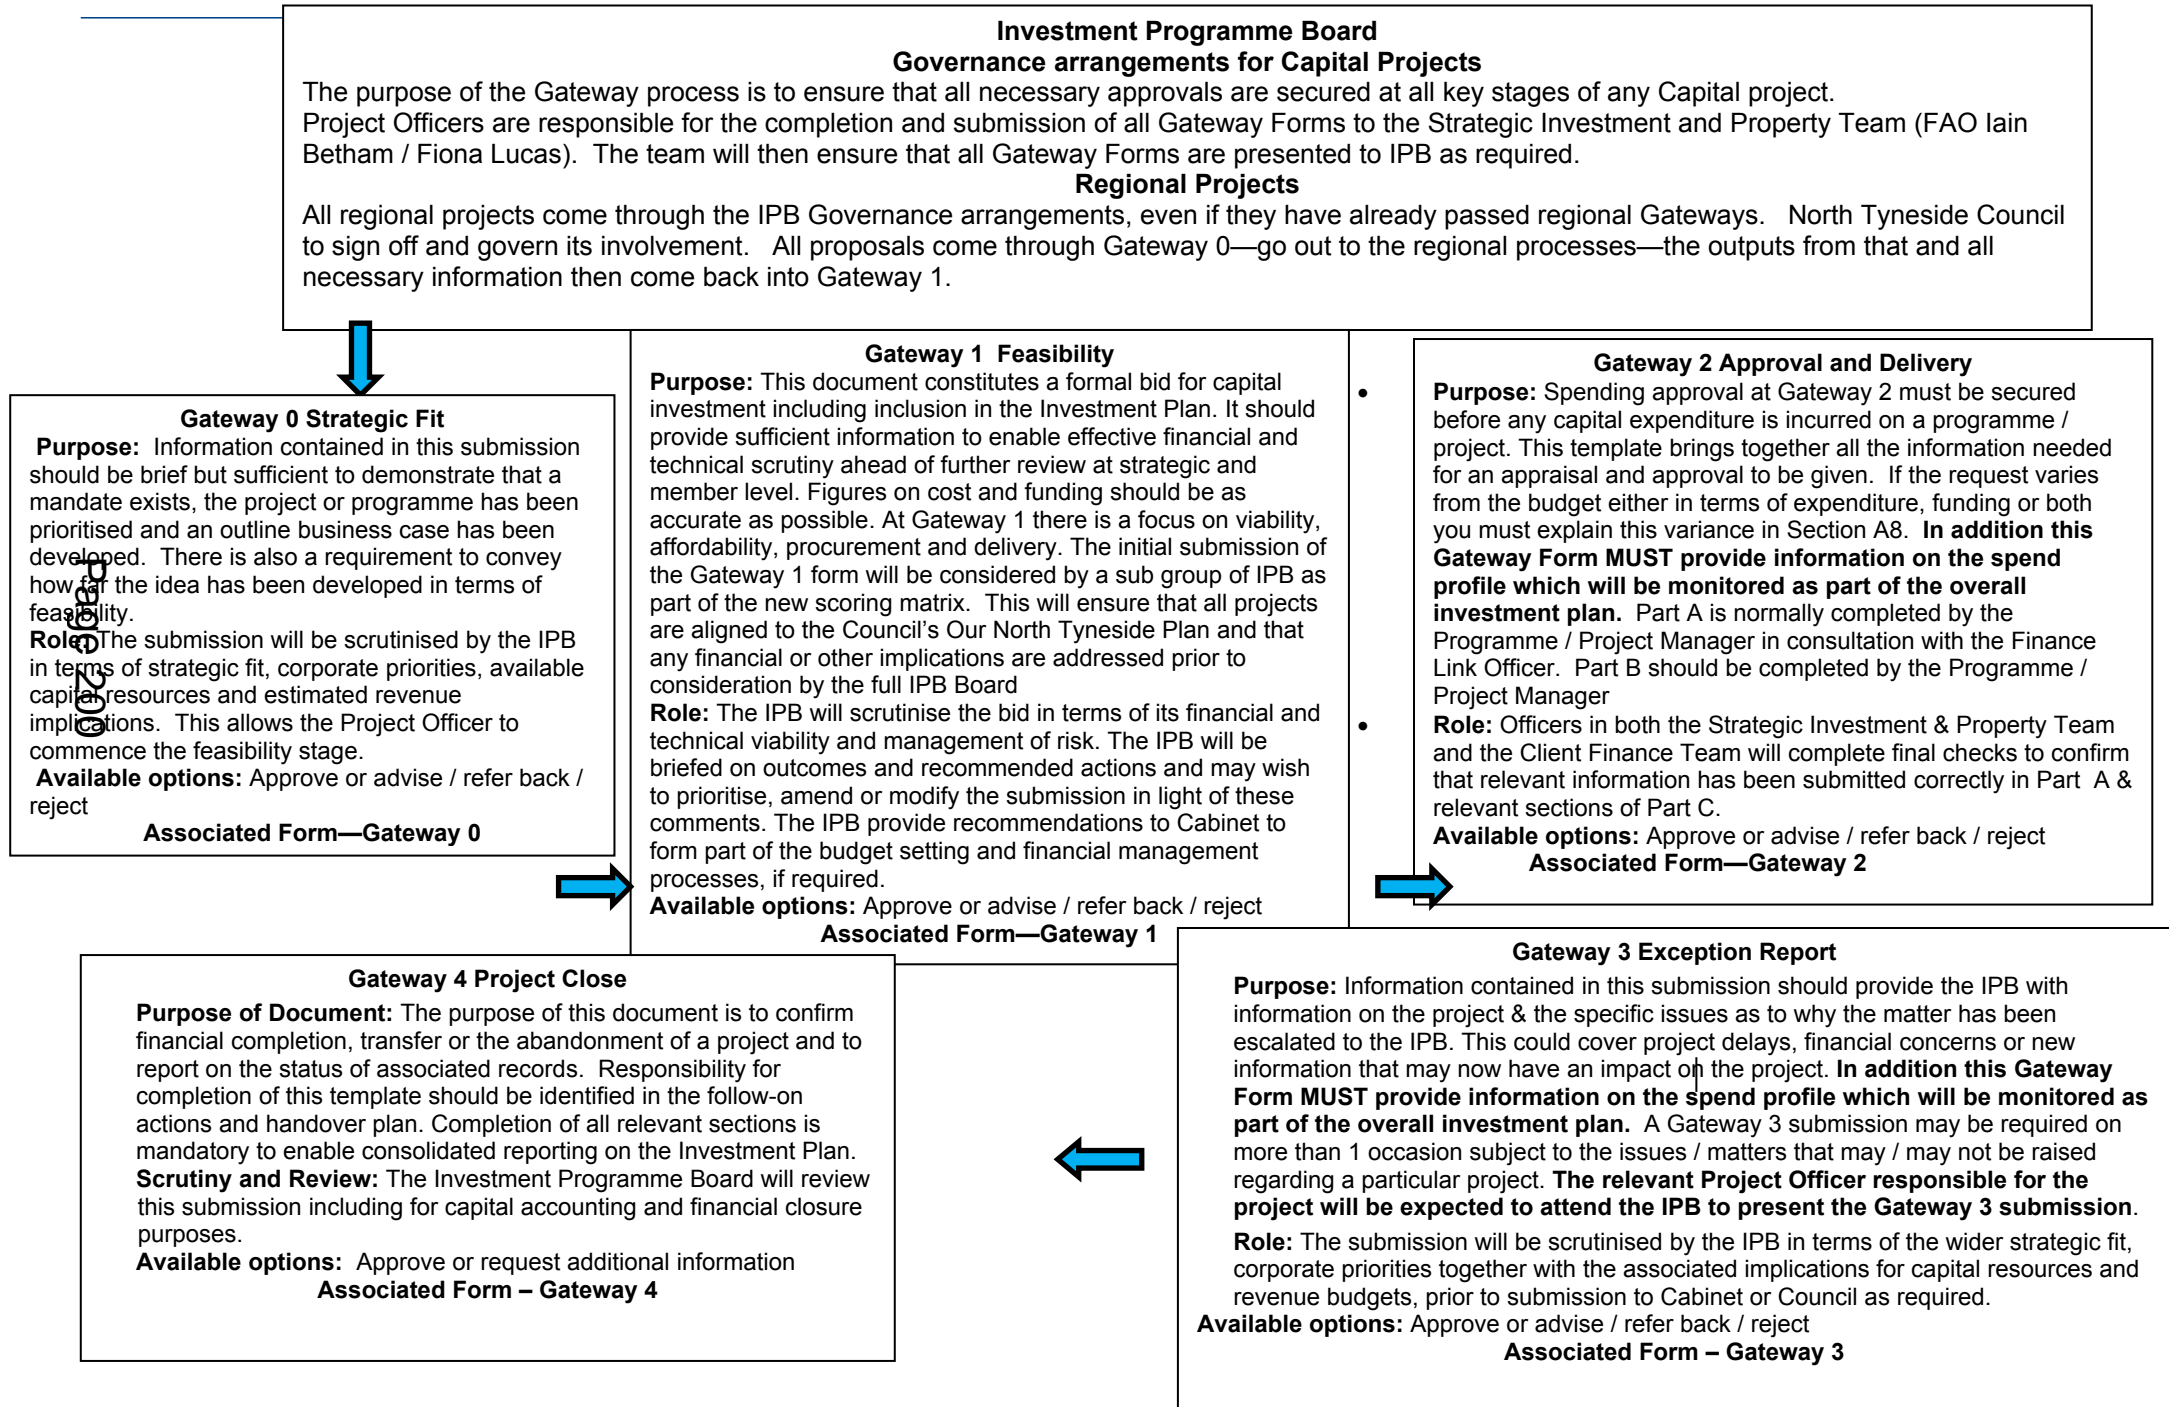 Investment Programme Board
Governance arrangements for Capital Projects
The purpose of the Gateway process is to ensure that all necessary approvals are secured at all key stages of any Capital project.
Project Officers are responsible for the completion and submission of all Gateway Forms to the Strategic Investment and Property Team (FAO Iain
Betham / Fiona Lucas). The team will then ensure that all Gateway Forms are presented to IPB as required.
Regional Projects
All regional projects come through the IPB Governance arrangements, even if they have already passed regional Gateways. North Tyneside Council
to sign off and govern its involvement. All proposals come through Gateway 0—go out to the regional processes—the outputs from that and all
necessary information then come back into Gateway 1.
Gateway 0 Strategic Fit
Purpose: Information contained in this submission
should be brief but sufficient to demonstrate that a
mandate exists, the project or programme has been
prioritised and an outline business case has been
developed. There is also a requirement to convey
how far the idea has been developed in terms of
feasibility.
Role: The submission will be scrutinised by the IPB
in terms of strategic fit, corporate priorities, available
capital resources and estimated revenue
implications. This allows the Project Officer to
commence the feasibility stage.
Available options: Approve or advise / refer back /
reject
Associated Form—Gateway 0
Page 200
Gateway 1 Feasibility
Purpose: This document constitutes a formal bid for capital
investment including inclusion in the Investment Plan. It should
provide sufficient information to enable effective financial and
technical scrutiny ahead of further review at strategic and
member level. Figures on cost and funding should be as
accurate as possible. At Gateway 1 there is a focus on viability,
affordability, procurement and delivery. The initial submission of
the Gateway 1 form will be considered by a sub group of IPB as
part of the new scoring matrix. This will ensure that all projects
are aligned to the Council's Our North Tyneside Plan and that
any financial or other implications are addressed prior to
consideration by the full IPB Board
Role: The IPB will scrutinise the bid in terms of its financial and
technical viability and management of risk. The IPB will be
briefed on outcomes and recommended actions and may wish
to prioritise, amend or modify the submission in light of these
comments. The IPB provide recommendations to Cabinet to
form part of the budget setting and financial management
processes, if required.
Available options: Approve or advise / refer back / reject
Associated Form—Gateway 1
Gateway 2 Approval and Delivery
• Purpose: Spending approval at Gateway 2 must be secured
before any capital expenditure is incurred on a programme /
project. This template brings together all the information needed
for an appraisal and approval to be given. If the request varies
from the budget either in terms of expenditure, funding or both
you must explain this variance in Section A8. In addition this
Gateway Form MUST provide information on the spend
profile which will be monitored as part of the overall
investment plan. Part A is normally completed by the
Programme / Project Manager in consultation with the Finance
Link Officer. Part B should be completed by the Programme /
Project Manager
• Role: Officers in both the Strategic Investment & Property Team
and the Client Finance Team will complete final checks to confirm
that relevant information has been submitted correctly in Part A &
relevant sections of Part C.
Available options: Approve or advise / refer back / reject
Associated Form—Gateway 2
Gateway 3 Exception Report
Purpose: Information contained in this submission should provide the IPB with
information on the project & the specific issues as to why the matter has been
escalated to the IPB. This could cover project delays, financial concerns or new
information that may now have an impact on the project. In addition this Gateway
Form MUST provide information on the spend profile which will be monitored as
part of the overall investment plan. A Gateway 3 submission may be required on
more than 1 occasion subject to the issues / matters that may / may not be raised
regarding a particular project. The relevant Project Officer responsible for the
project will be expected to attend the IPB to present the Gateway 3 submission.
Role: The submission will be scrutinised by the IPB in terms of the wider strategic fit,
corporate priorities together with the associated implications for capital resources and
revenue budgets, prior to submission to Cabinet or Council as required.
Available options: Approve or advise / refer back / reject
Associated Form – Gateway 3
Gateway 4 Project Close
Purpose of Document: The purpose of this document is to confirm
financial completion, transfer or the abandonment of a project and to
report on the status of associated records. Responsibility for
completion of this template should be identified in the follow-on
actions and handover plan. Completion of all relevant sections is
mandatory to enable consolidated reporting on the Investment Plan.
Scrutiny and Review: The Investment Programme Board will review
this submission including for capital accounting and financial closure
purposes.
Available options: Approve or request additional information
Associated Form – Gateway 4